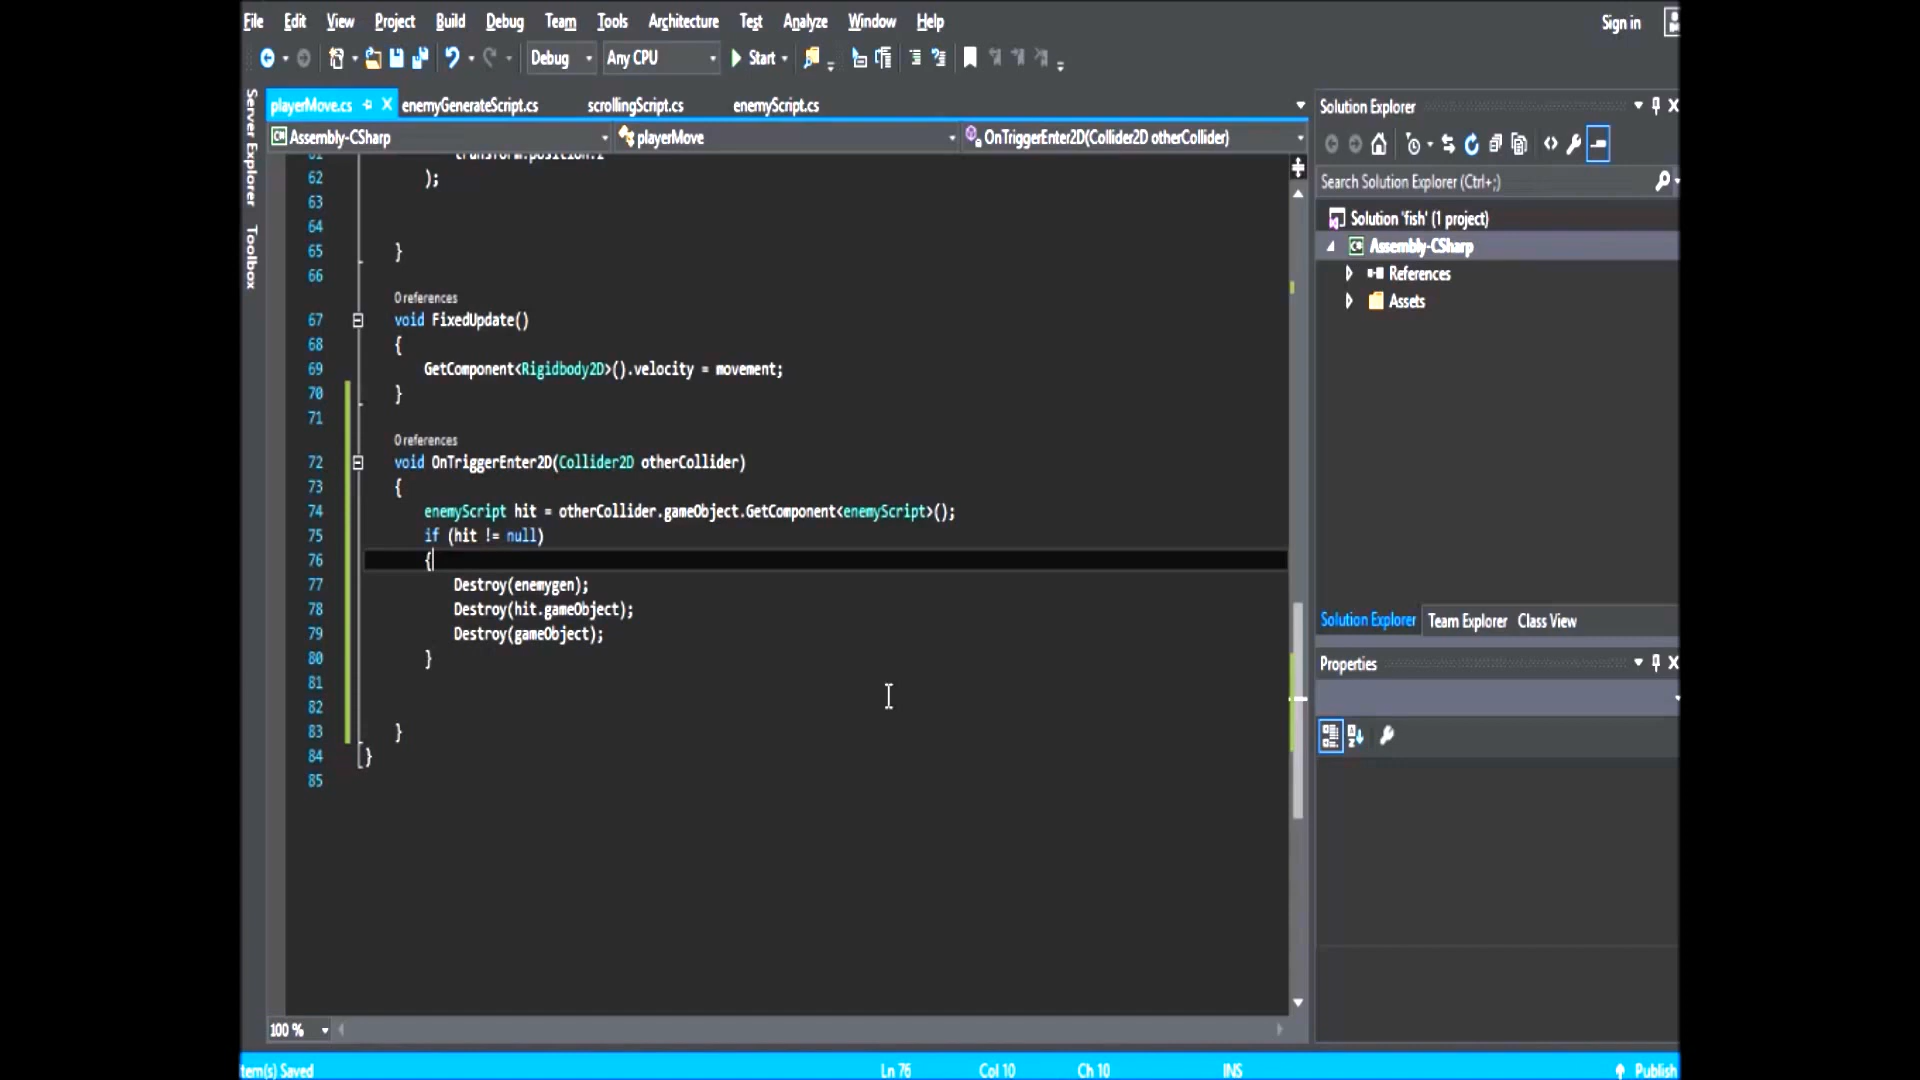 File Edit View Project Build Debug Team Tools Architecture Test Analyze Window Help
Sign in
Debug Any CPU Start
Server Explorer
Toolbox
playerMove.cs enemyGenerateScript.cs scrollingScript.cs enemyScript.cs
Assembly-CSharp playerMove OnTriggerEnter2D(Collider2D otherCollider)
61 transform.position.z
62 );
63
64
65 }
66
0 references
67 void FixedUpdate()
68 {
69 GetComponent<Rigidbody2D>().velocity = movement;
70 }
71
0 references
72 void OnTriggerEnter2D(Collider2D otherCollider)
73 {
74 enemyScript hit = otherCollider.gameObject.GetComponent<enemyScript>();
75 if (hit != null)
76 {
77 Destroy(enemygen);
78 Destroy(hit.gameObject);
79 Destroy(gameObject);
80 }
81
82
83 }
84 }
85
100 %
Solution Explorer
Search Solution Explorer (Ctrl+;)
Solution 'fish' (1 project)
Assembly-CSharp
References
Assets
Solution Explorer Team Explorer Class View
Properties
tem(s) Saved Ln 76 Col 10 Ch 10 INS Publish